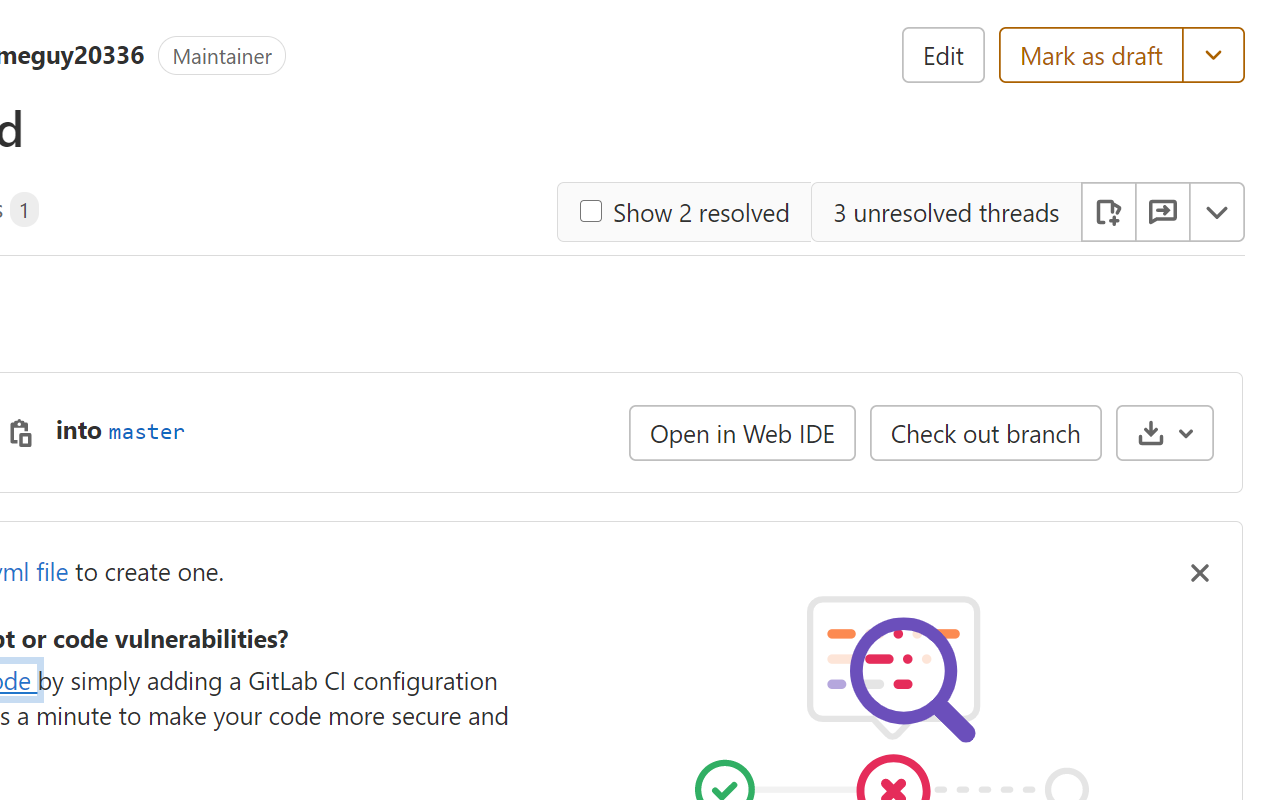 meguy20336 Maintainer Edit Mark as draft
d
s 1 Show 2 resolved 3 unresolved threads
into master Open in Web IDE Check out branch
yml file to create one.
pt or code vulnerabilities?
ode by simply adding a GitLab CI configuration
s a minute to make your code more secure and